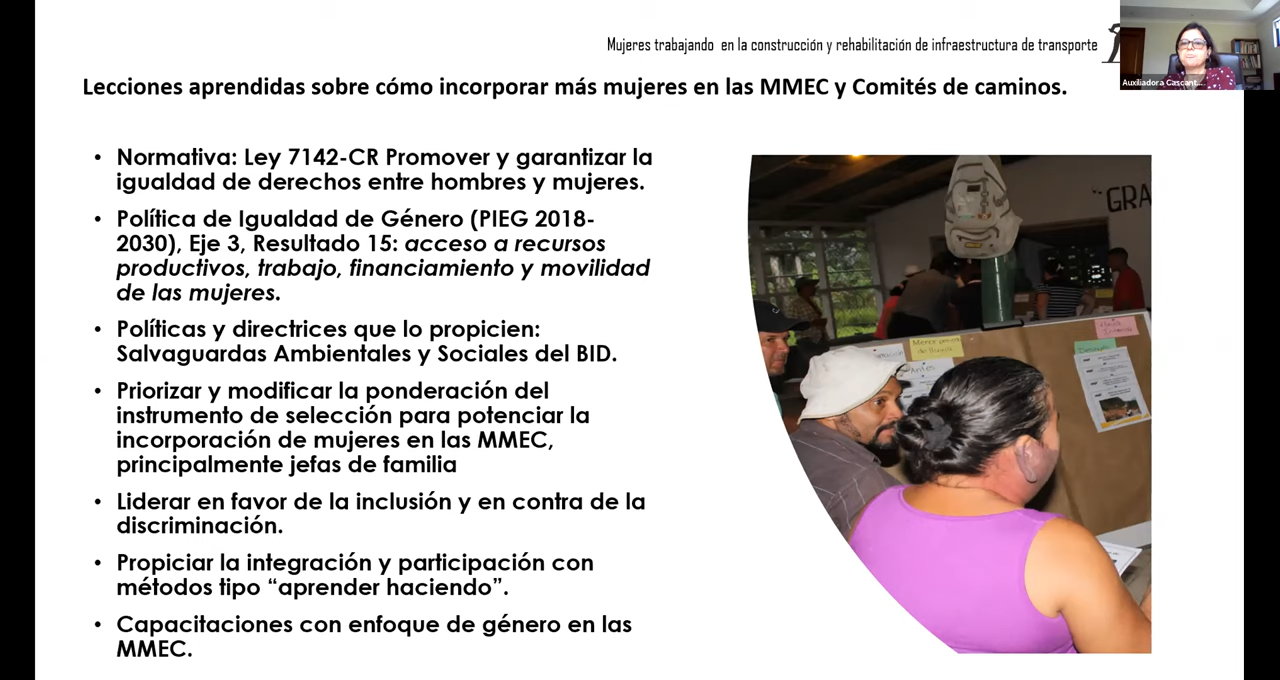 Mujeres trabajando en la construcción y rehabilitación de infraestructura de transporte
Auxiliadora Cascant...
Lecciones aprendidas sobre cómo incorporar más mujeres en las MMEC y Comités de caminos.
• Normativa: Ley 7142-CR Promover y garantizar la
igualdad de derechos entre hombres y mujeres.
• Política de Igualdad de Género (PIEG 2018-
2030), Eje 3, Resultado 15: acceso a recursos
productivos, trabajo, financiamiento y movilidad
de las mujeres.
• Políticas y directrices que lo propicien:
Salvaguardas Ambientales y Sociales del BID.
• Priorizar y modificar la ponderación del
instrumento de selección para potenciar la
incorporación de mujeres en las MMEC,
principalmente jefas de familia
• Liderar en favor de la inclusión y en contra de la
discriminación.
• Propiciar la integración y participación con
métodos tipo “aprender haciendo”.
• Capacitaciones con enfoque de género en las
MMEC.
“GRA
Antes